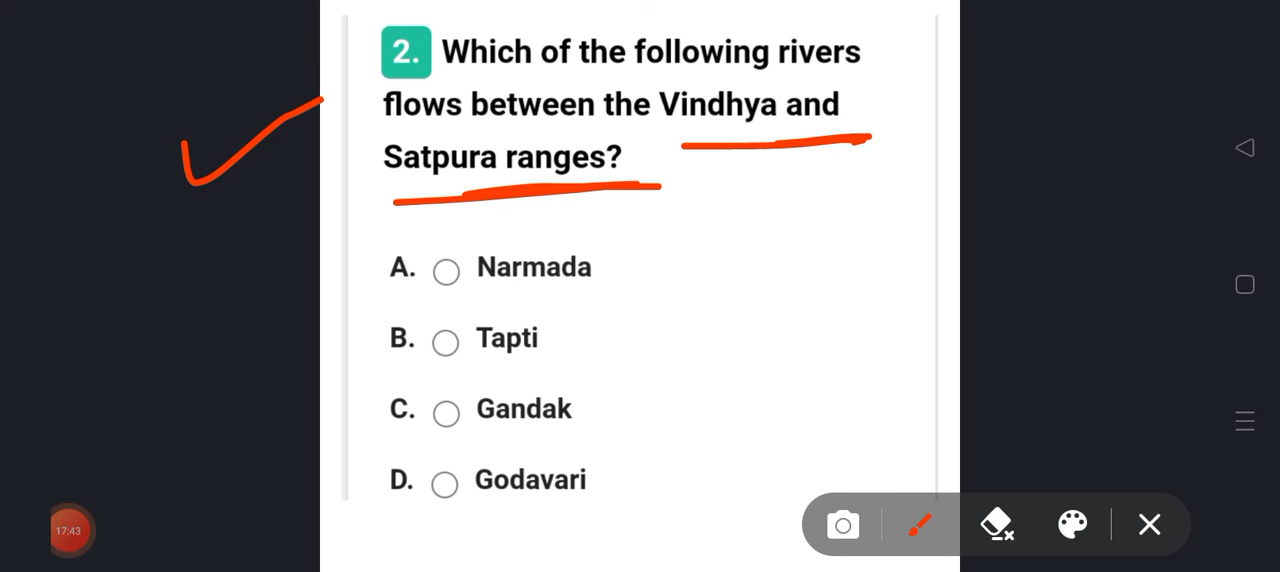 2. Which of the following rivers
flows between the Vindhya and
Satpura ranges?
A. Narmada
B. Tapti
C. Gandak
D. Godavari
17:43